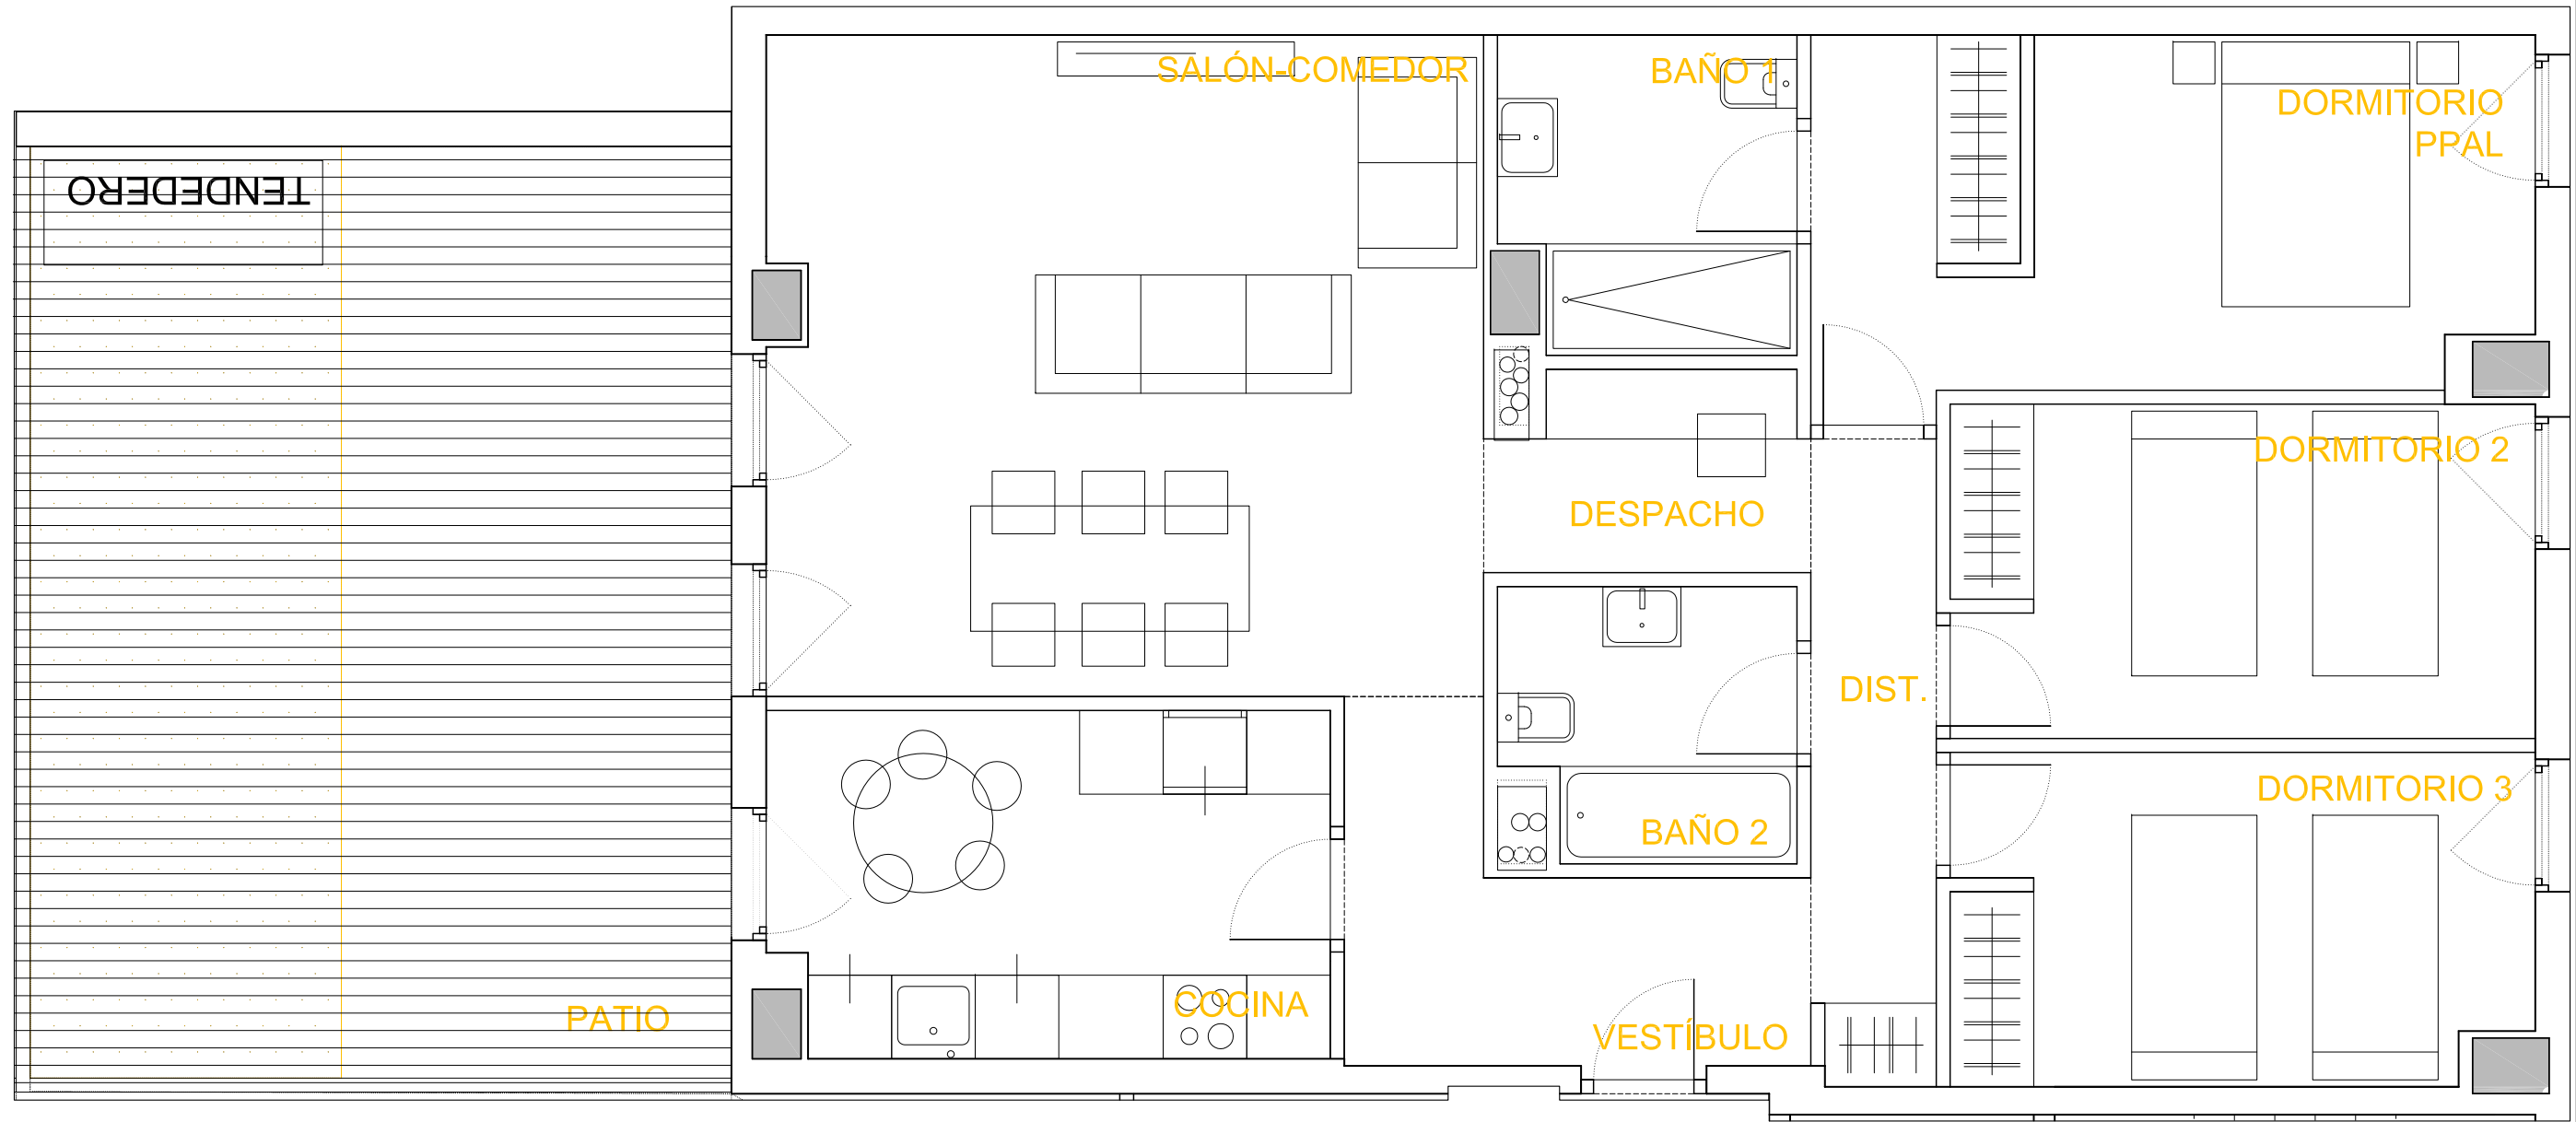 SALÓN-COMEDOR
BAÑO 1
DORMITORIO
PPAL
TENDEDERO
DORMITORIO 2
DESPACHO
DIST.
DORMITORIO 3
BAÑO 2
PATIO
COCINA
VESTÍBULO